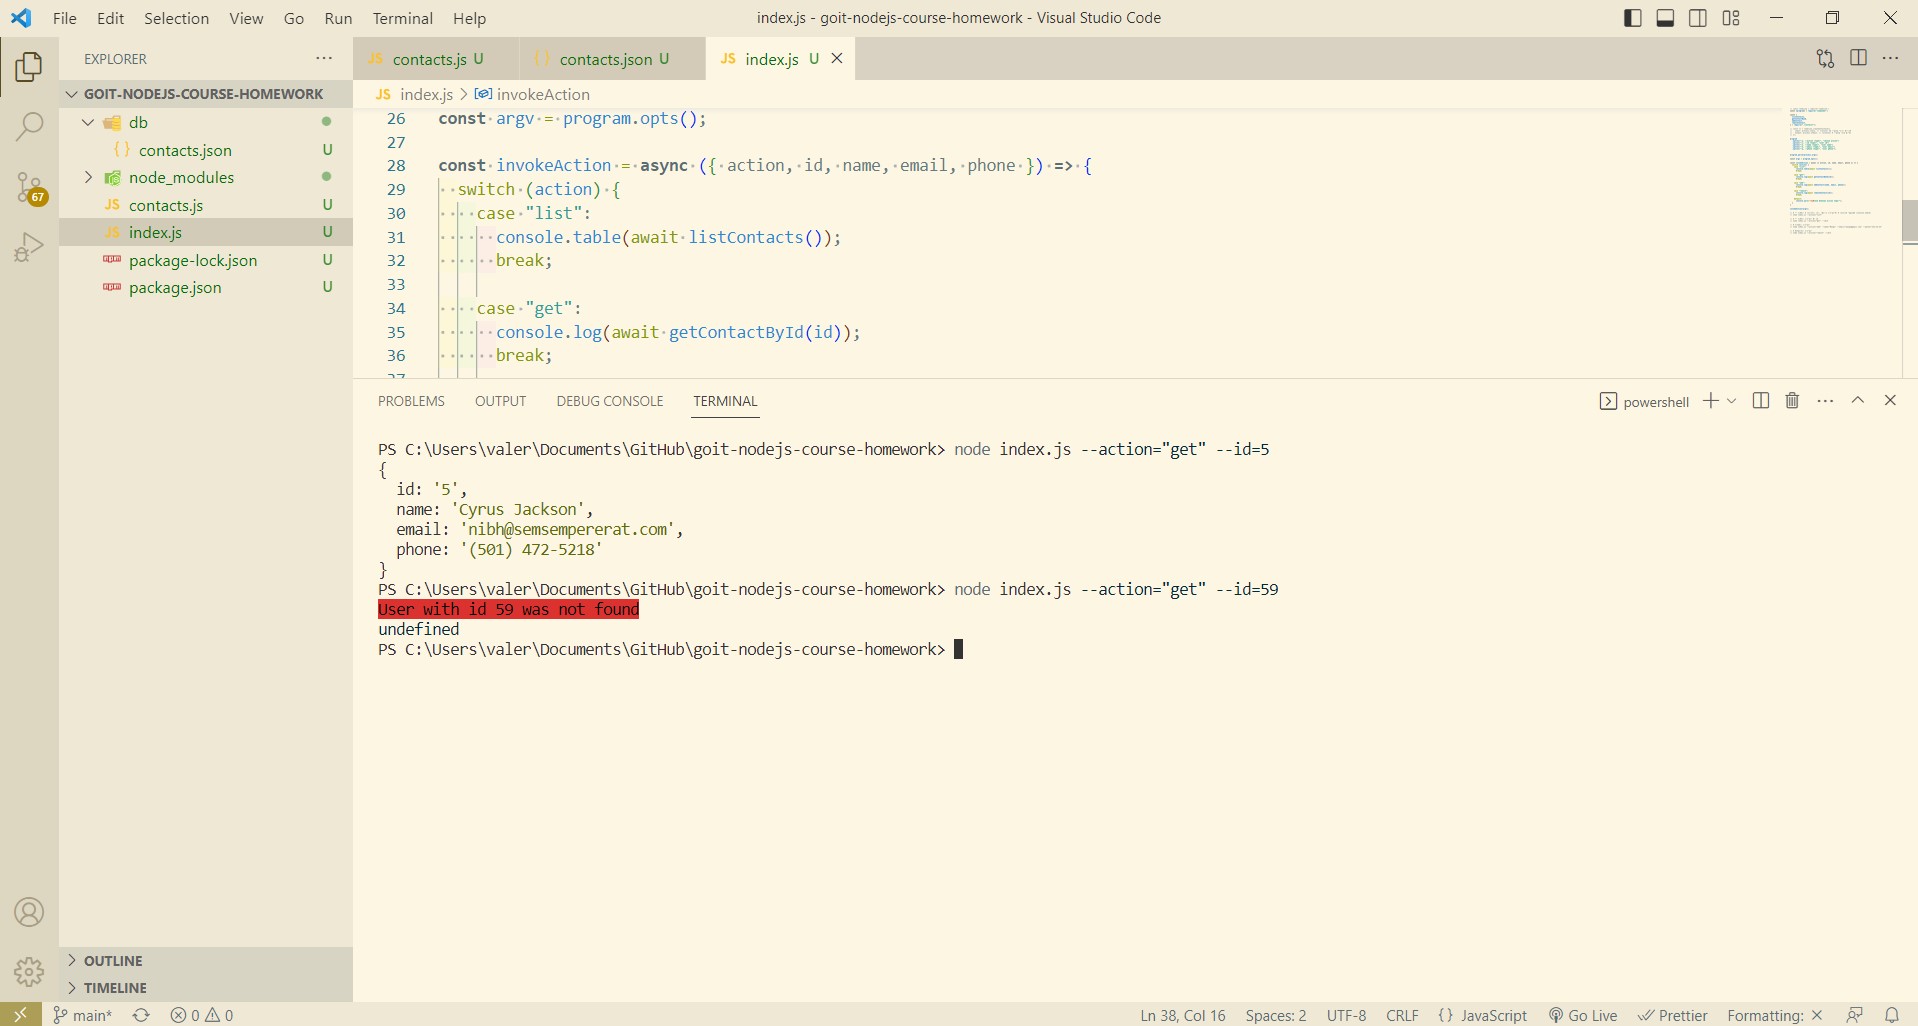 File Edit Selection View Go Run Terminal Help
index.js - goit-nodejs-course-homework - Visual Studio Code
EXPLORER
GOIT-NODEJS-COURSE-HOMEWORK
db
contacts.json U
node_modules
JS contacts.js U
JS index.js U
package-lock.json U
package.json U
OUTLINE
TIMELINE
67
JS contacts.js U
{} contacts.json U
JS index.js U
JS index.js > invokeAction
26 const argv = program.opts();
27
28 const invokeAction = async ({ action, id, name, email, phone }) => {
29 switch (action) {
30 case "list":
31 console.table(await listContacts());
32 break;
33
34 case "get":
35 console.log(await getContactById(id));
36 break;
37
PROBLEMS OUTPUT DEBUG CONSOLE TERMINAL
powershell
PS C:\Users\valer\Documents\GitHub\goit-nodejs-course-homework> node index.js --action="get" --id=5
{
id: '5',
name: 'Cyrus Jackson',
email: 'nibh@semsempererat.com',
phone: '(501) 472-5218'
}
PS C:\Users\valer\Documents\GitHub\goit-nodejs-course-homework> node index.js --action="get" --id=59
User with id 59 was not found
undefined
PS C:\Users\valer\Documents\GitHub\goit-nodejs-course-homework>
main* 0 0
Ln 38, Col 16 Spaces: 2 UTF-8 CRLF {} JavaScript Go Live Prettier Formatting: ×